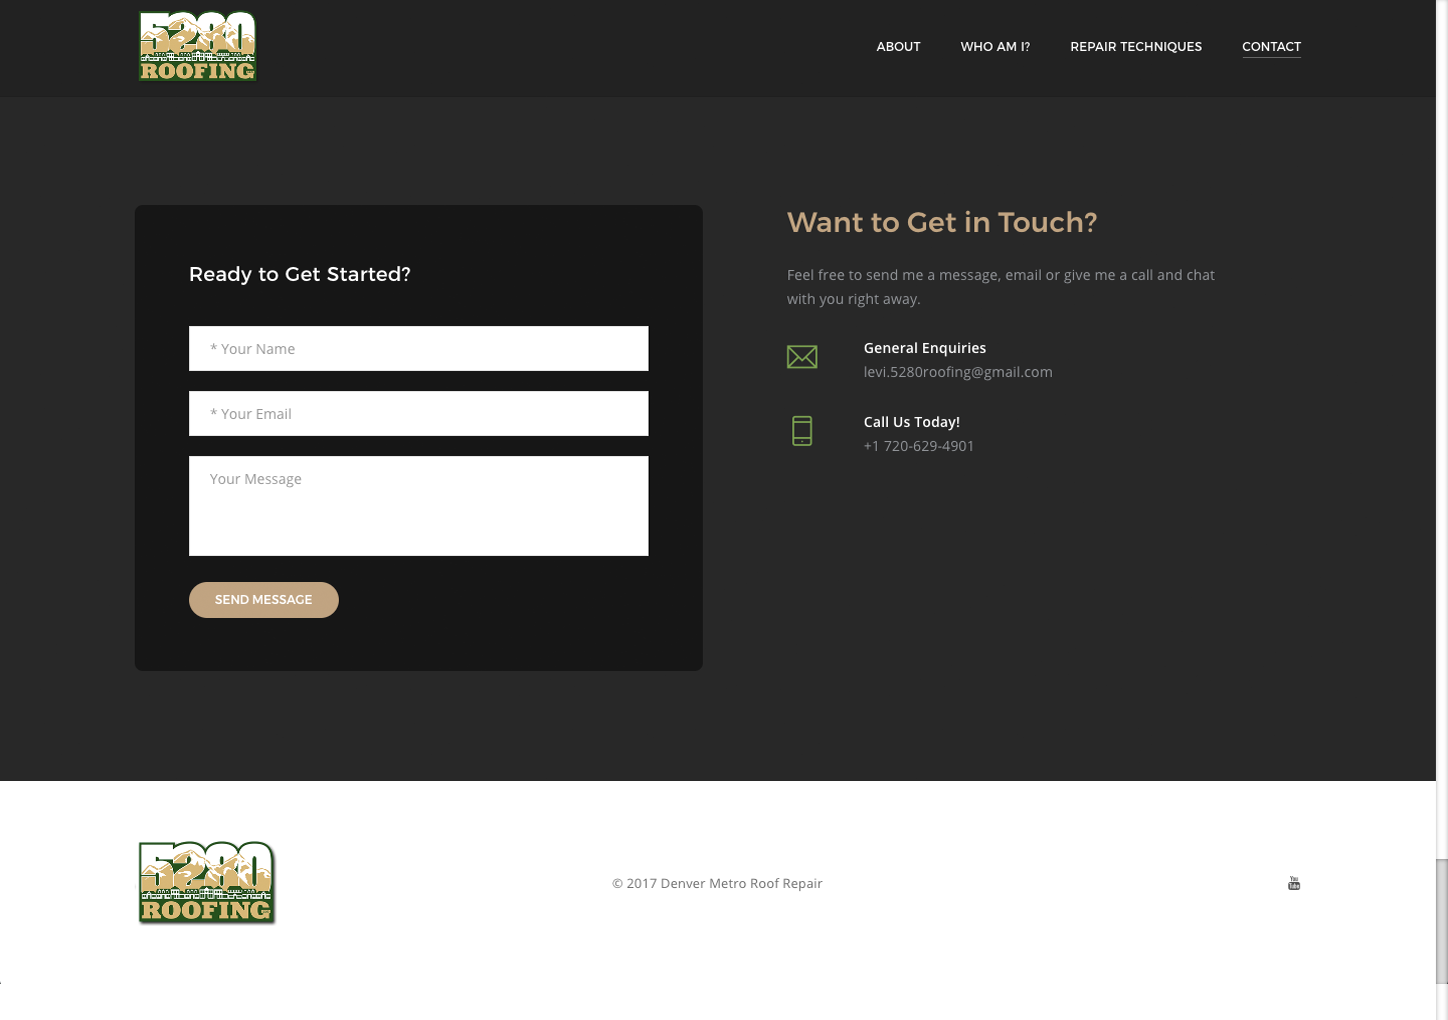 5280
ROOFING
ABOUT
WHO AM I?
REPAIR TECHNIQUES
CONTACT
Ready to Get Started?
* Your Name
* Your Email
Your Message
SEND MESSAGE
Want to Get in Touch?
Feel free to send me a message, email or give me a call and chat
with you right away.
General Enquiries
levi.5280roofing@gmail.com
Call Us Today!
+1 720-629-4901
5280
ROOFING
© 2017 Denver Metro Roof Repair
You
Tube